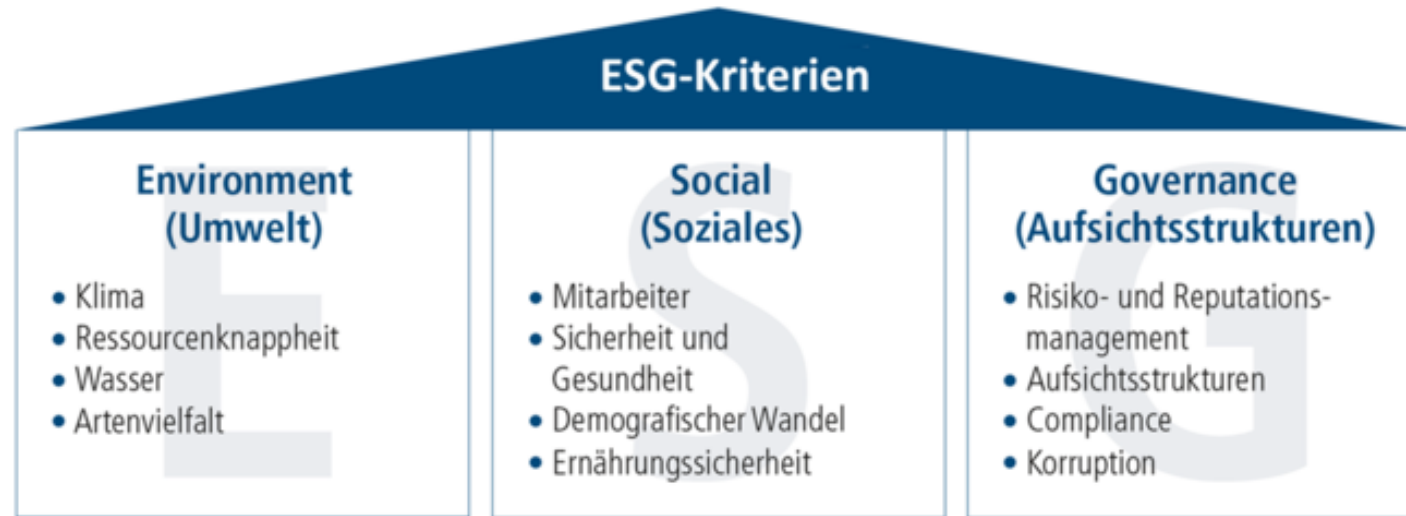 ESG-Kriterien
Environment
(Umwelt)
• Klima
• Ressourcenknappheit
• Wasser
• Artenvielfalt
Social
(Soziales)
• Mitarbeiter
• Sicherheit und
Gesundheit
• Demografischer Wandel
• Ernährungssicherheit
Governance
(Aufsichtsstrukturen)
• Risiko- und Reputations-
management
• Aufsichtsstrukturen
• Compliance
• Korruption
E
S
G